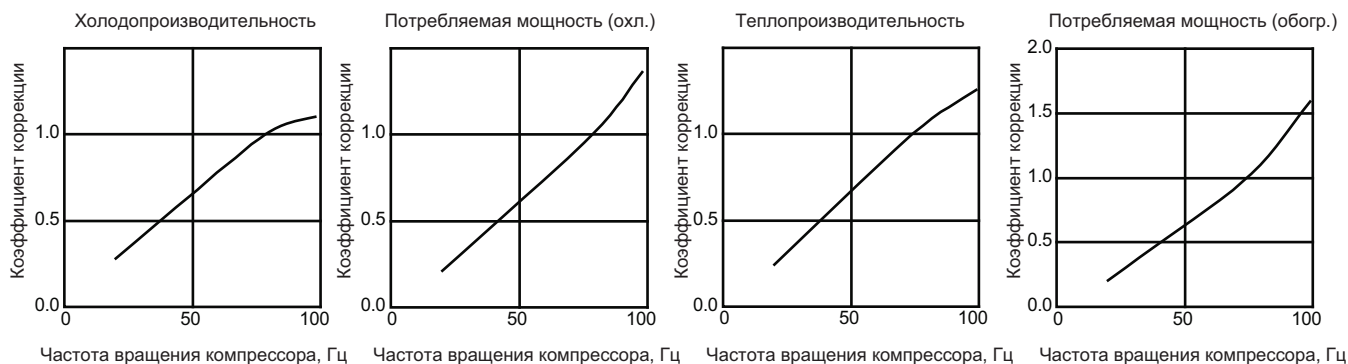 Холодопроизводительность
Коэффициент коррекции
1.0
0.5
0.0
0
50
100
Частота вращения компрессора, Гц
Потребляемая мощность (охл.)
Коэффициент коррекции
1.0
0.5
0.0
0
50
100
Частота вращения компрессора, Гц
Теплопроизводительность
Коэффициент коррекции
1.0
0.5
0.0
0
50
100
Частота вращения компрессора, Гц
Потребляемая мощность (обогр.)
Коэффициент коррекции
2.0
1.5
1.0
0.5
0.0
0
50
100
Частота вращения компрессора, Гц